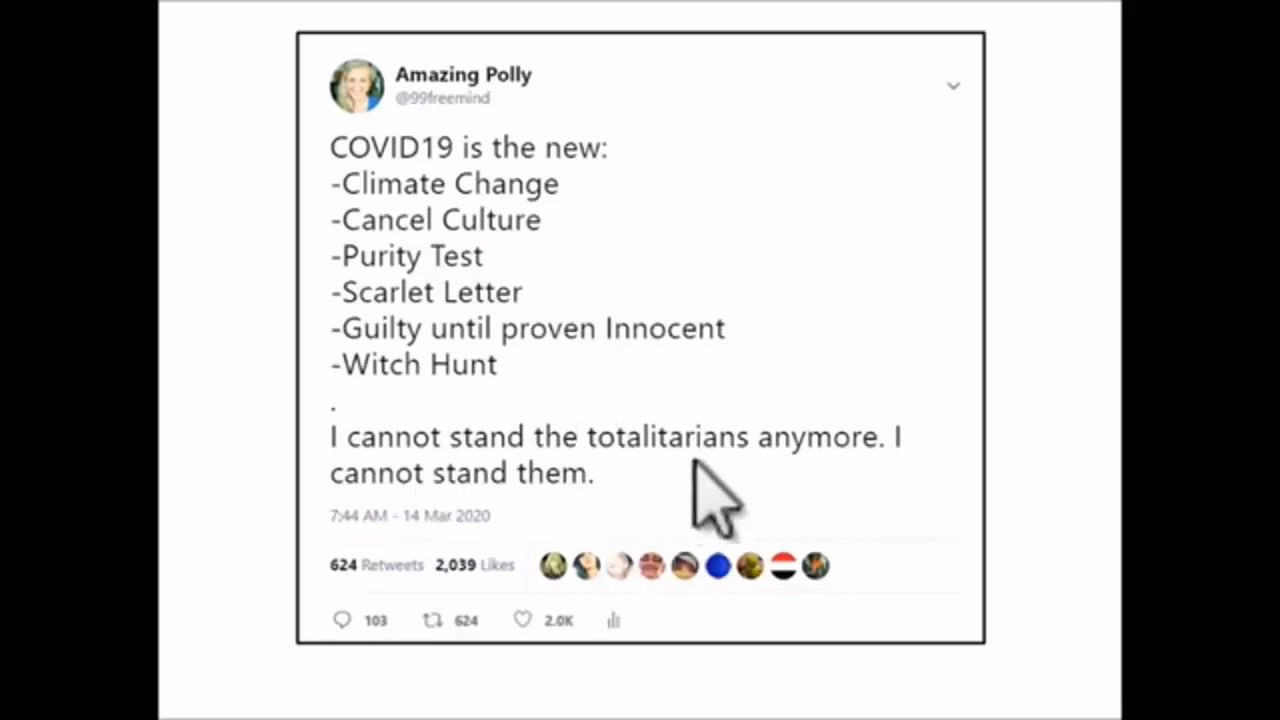 Amazing Polly
@99freemind
COVID19 is the new:
-Climate Change
-Cancel Culture
-Purity Test
-Scarlet Letter
-Guilty until proven Innocent
-Witch Hunt
.
I cannot stand the totalitarians anymore. I
cannot stand them.
7:44 AM - 14 Mar 2020
624 Retweets 2,039 Likes
103 624 2.0K